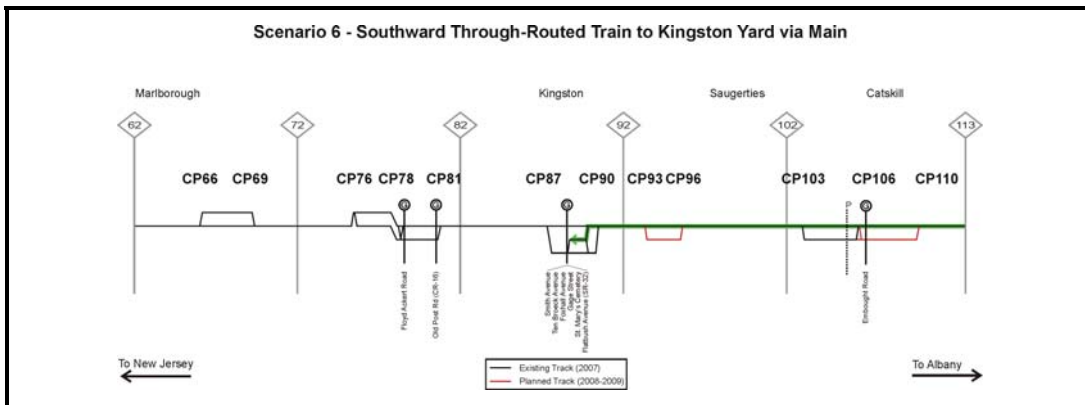 Scenario 6 - Southward Through-Routed Train to Kingston Yard via Main
Marlborough
Kingston
Saugerties
Catskill
62
72
82
92
102
113
CP66
CP69
CP76
CP78
CP81
CP87
CP90
CP93
CP96
CP103
CP106
CP110
G
G
G
P
G
Floyd Ackert Road
Old Post Rd (CR-16)
Smith Avenue
Ten Broeck Avenue
Foxhall Avenue
Gage Street
St. Mary's Cemetery
Flatbush Avenue (SR-32)
Embought Road
To New Jersey
To Albany
Existing Track (2007)
Planned Track (2008-2009)